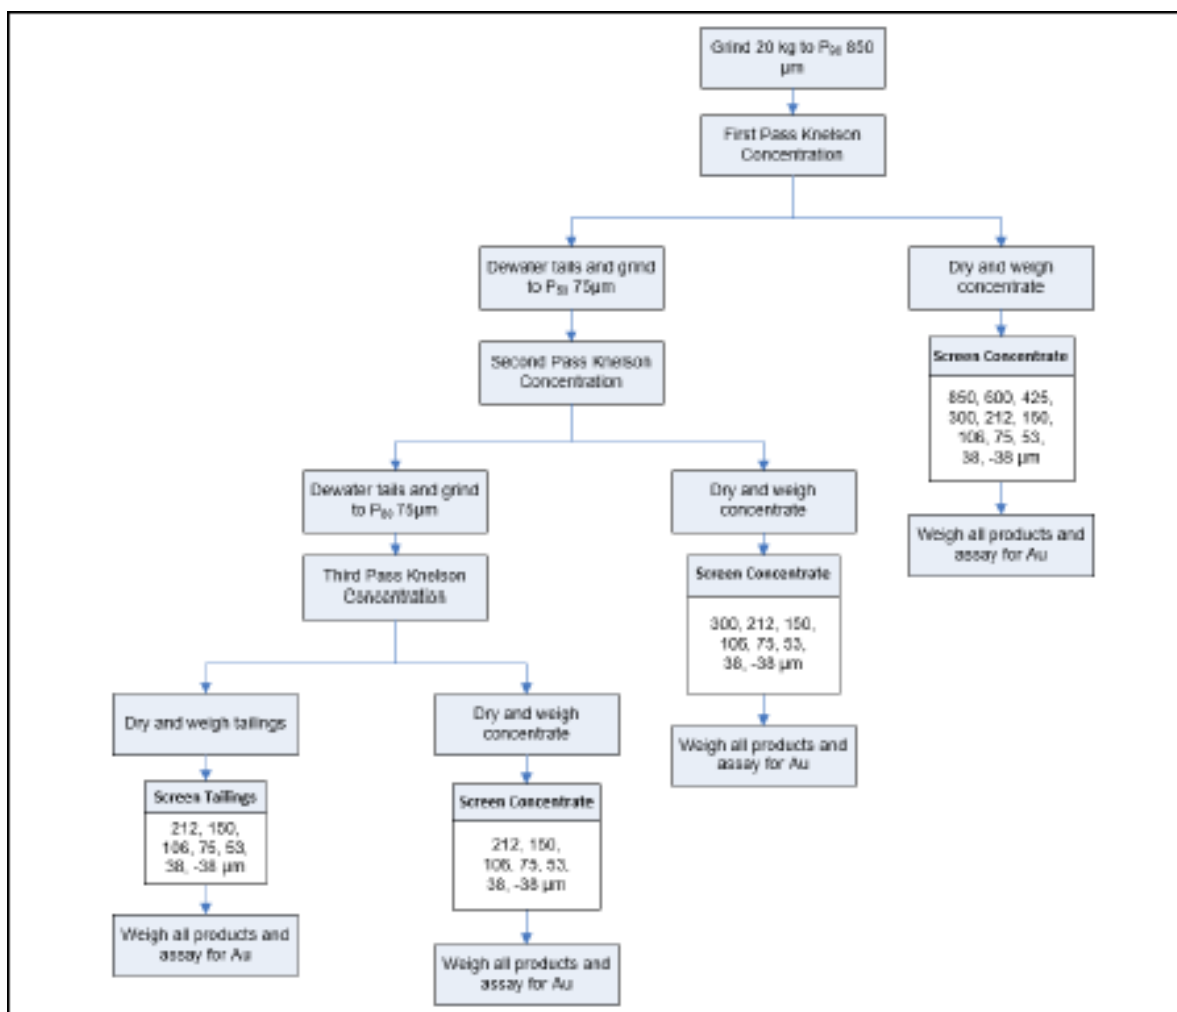 Grind 20 kg to P₉₈ 850
µm
First Pass Knelson
Concentration
Dewater tails and grind
to P₅₀ 75µm
Dry and weigh
concentrate
Second Pass Knelson
Concentration
Screen Concentrate
850, 600, 425,
300, 212, 150,
106, 75, 53,
38, -38 µm
Weigh all products and
assay for Au
Dewater tails and grind
to P₈₀ 75µm
Dry and weigh
concentrate
Third Pass Knelson
Concentration
Screen Concentrate
300, 212, 150,
106, 75, 53,
38, -38 µm
Weigh all products and
assay for Au
Dry and weigh tailings
Dry and weigh
concentrate
Screen Tailings
212, 150,
106, 75, 53,
38, -38 µm
Screen Concentrate
212, 150,
106, 75, 53,
38, -38 µm
Weigh all products and
assay for Au
Weigh all products and
assay for Au